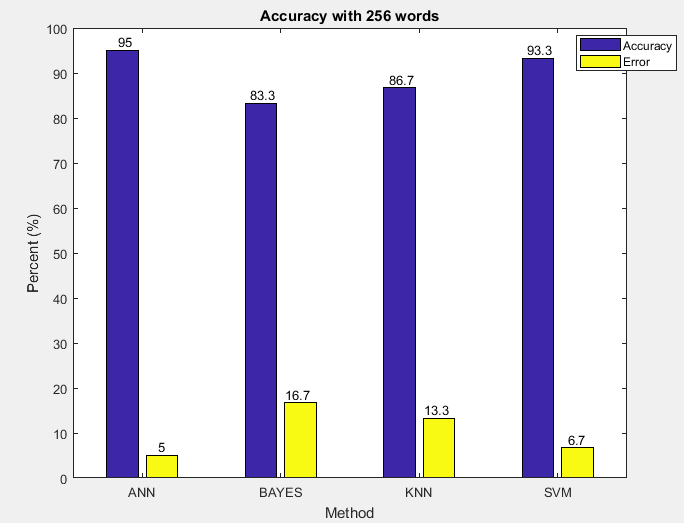 Accuracy with 256 words
Accuracy
Error
Percent (%)
100
90
80
70
60
50
40
30
20
10
0
95
5
83.3
16.7
86.7
13.3
93.3
6.7
ANN
BAYES
KNN
SVM
Method